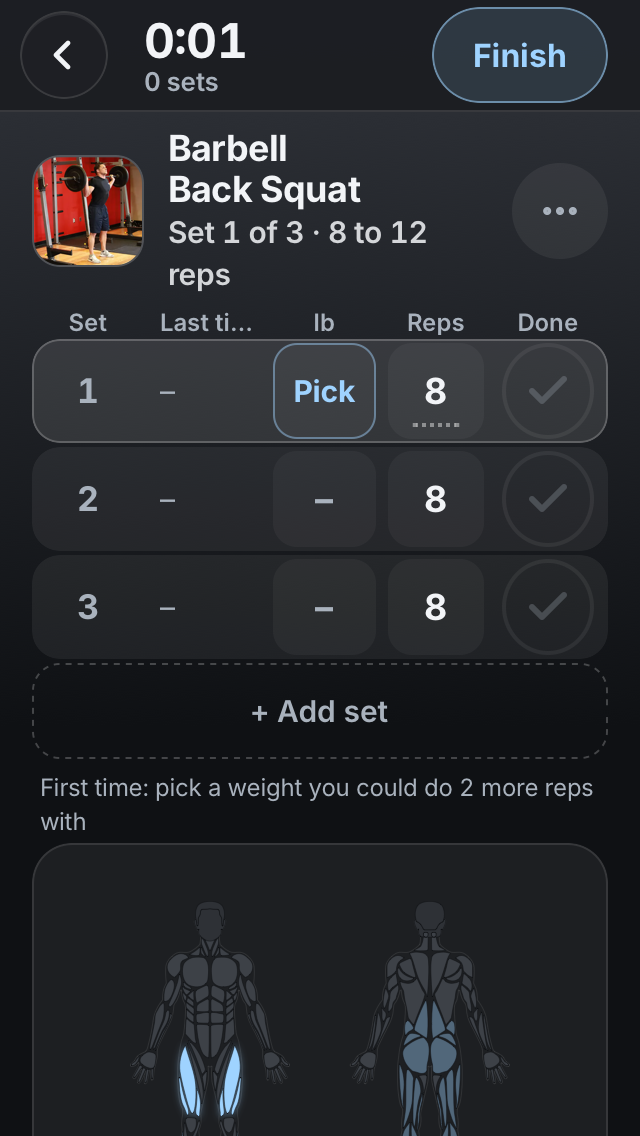 0:01
0 sets
Finish
Barbell
Back Squat
Set 1 of 3 · 8 to 12
reps
Set Last ti... lb Reps Done
1 – Pick 8
2 – – 8
3 – – 8
+ Add set
First time: pick a weight you could do 2 more reps
with